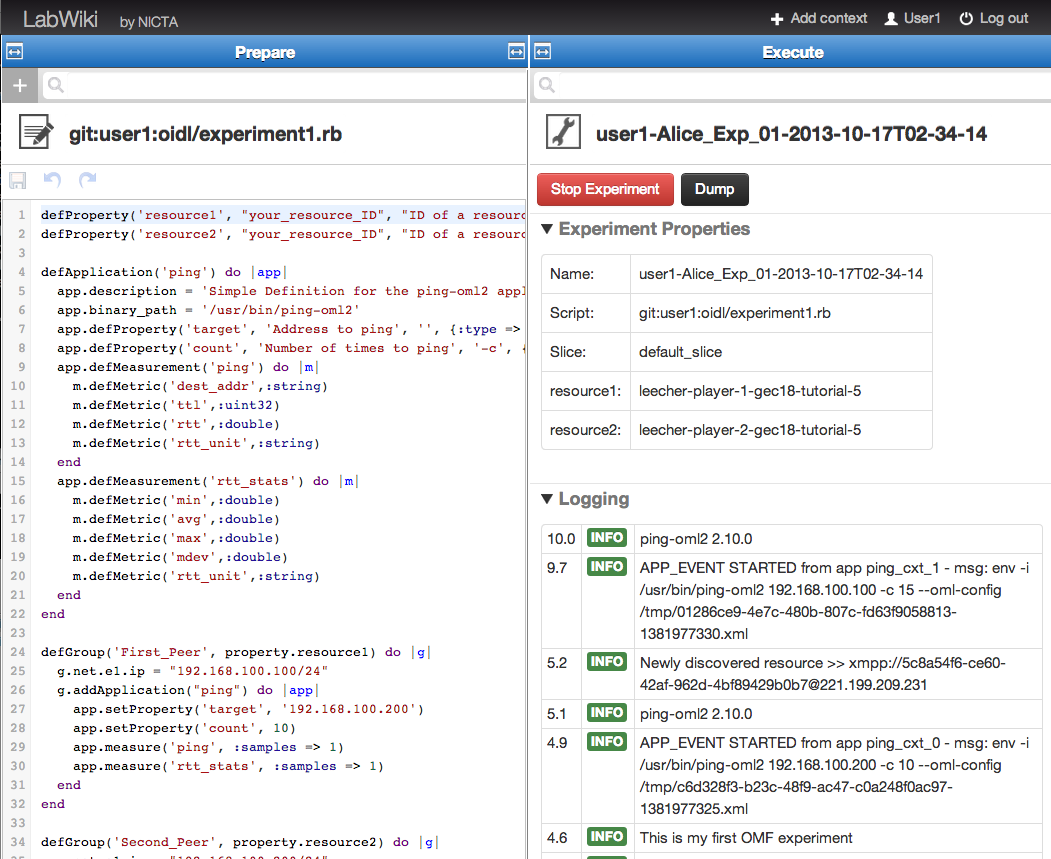 LabWiki by NICTA
Add context User1 Log out
Prepare
Execute
git:user1:oidl/experiment1.rb
1 defProperty('resource1', "your_resource_ID", "ID of a resourc
2 defProperty('resource2', "your_resource_ID", "ID of a resourc
3
4 defApplication('ping') do |app|
5 app.description = 'Simple Definition for the ping-oml2 appl
6 app.binary_path = '/usr/bin/ping-oml2'
7 app.defProperty('target', 'Address to ping', '', {:type =>
8 app.defProperty('count', 'Number of times to ping', '-c', {
9 app.defMeasurement('ping') do |m|
10 m.defMetric('dest_addr',:string)
11 m.defMetric('ttl',:uint32)
12 m.defMetric('rtt',:double)
13 m.defMetric('rtt_unit',:string)
14 end
15 app.defMeasurement('rtt_stats') do |m|
16 m.defMetric('min',:double)
17 m.defMetric('avg',:double)
18 m.defMetric('max',:double)
19 m.defMetric('mdev',:double)
20 m.defMetric('rtt_unit',:string)
21 end
22 end
23
24 defGroup('First_Peer', property.resource1) do |g|
25 g.net.e1.ip = "192.168.100.100/24"
26 g.addApplication("ping") do |app|
27 app.setProperty('target', '192.168.100.200')
28 app.setProperty('count', 10)
29 app.measure('ping', :samples => 1)
30 app.measure('rtt_stats', :samples => 1)
31 end
32 end
33
34 defGroup('Second_Peer', property.resource2) do |g|
user1-Alice_Exp_01-2013-10-17T02-34-14
Stop Experiment Dump
Experiment Properties
Name: user1-Alice_Exp_01-2013-10-17T02-34-14
Script: git:user1:oidl/experiment1.rb
Slice: default_slice
resource1: leecher-player-1-gec18-tutorial-5
resource2: leecher-player-2-gec18-tutorial-5
Logging
10.0 INFO ping-oml2 2.10.0
9.7 INFO APP_EVENT STARTED from app ping_cxt_1 - msg: env -i
/usr/bin/ping-oml2 192.168.100.100 -c 15 --oml-config
/tmp/01286ce9-4e7c-480b-807c-fd63f9058813-
1381977330.xml
5.2 INFO Newly discovered resource >> xmpp://5c8a54f6-ce60-
42af-962d-4bf89429b0b7@221.199.209.231
5.1 INFO ping-oml2 2.10.0
4.9 INFO APP_EVENT STARTED from app ping_cxt_0 - msg: env -i
/usr/bin/ping-oml2 192.168.100.200 -c 10 --oml-config
/tmp/c6d328f3-b23c-48f9-ac47-c0a248f0ac97-
1381977325.xml
4.6 INFO This is my first OMF experiment